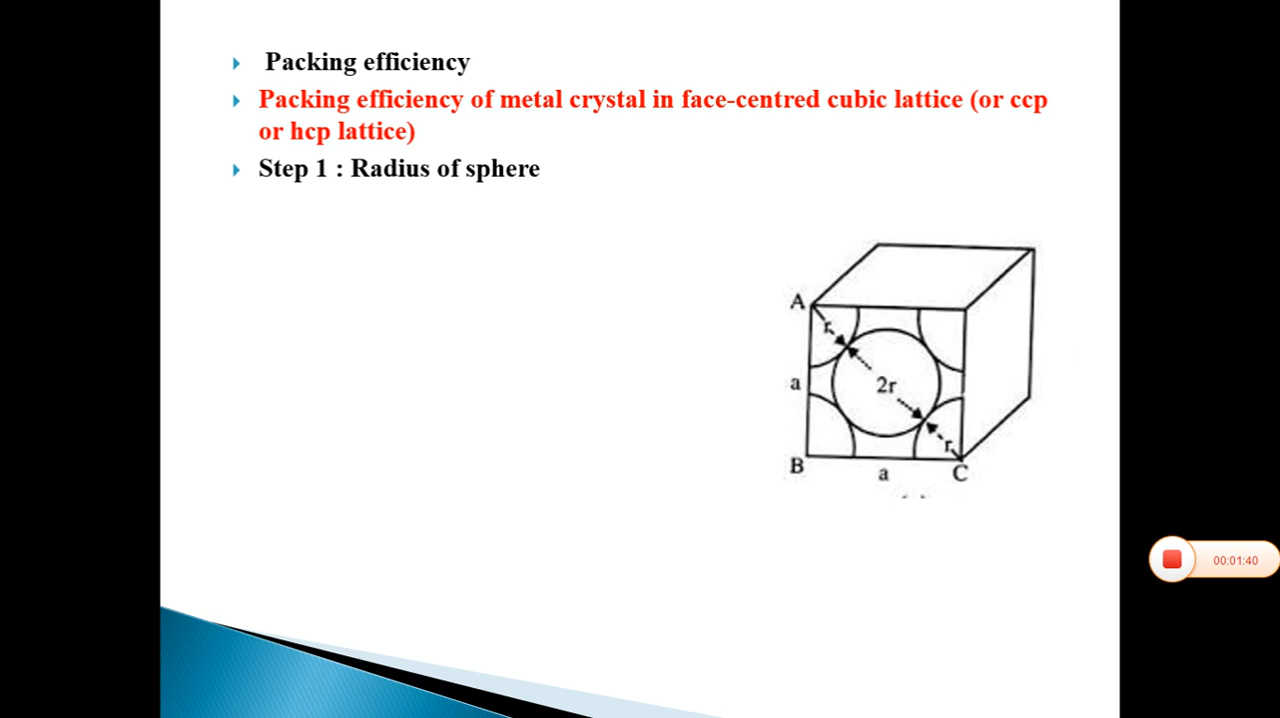 Packing efficiency
Packing efficiency of metal crystal in face-centred cubic lattice (or ccp
or hcp lattice)
Step 1 : Radius of sphere
A
r
a
2r
r
B
a
C
00:01:40